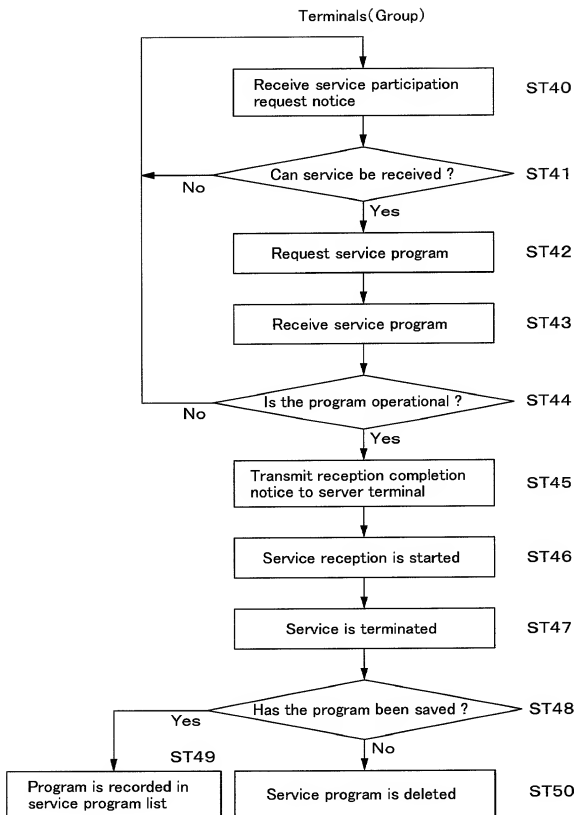 Terminals(Group)
Receive service participation
request notice
ST40
Can service be received ?
ST41
No
Yes
Request service program
ST42
Receive service program
ST43
Is the program operational ?
ST44
No
Yes
Transmit reception completion
notice to server terminal
ST45
Service reception is started
ST46
Service is terminated
ST47
Has the program been saved ?
ST48
Yes
No
ST49
Program is recorded in
service program list
Service program is deleted
ST50